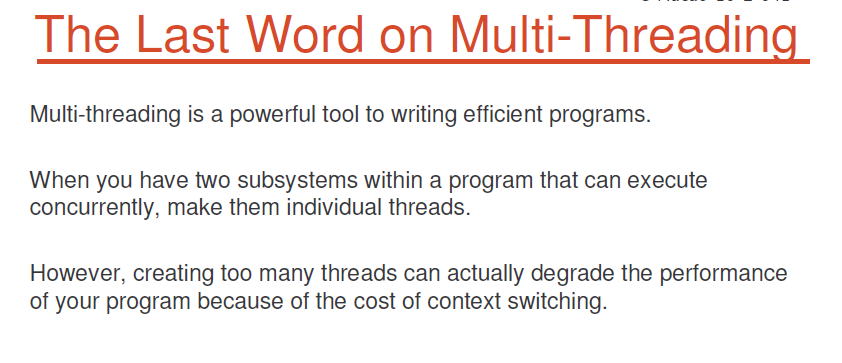 The Last Word on Multi-Threading
Multi-threading is a powerful tool to writing efficient programs.
When you have two subsystems within a program that can execute
concurrently, make them individual threads.
However, creating too many threads can actually degrade the performance
of your program because of the cost of context switching.